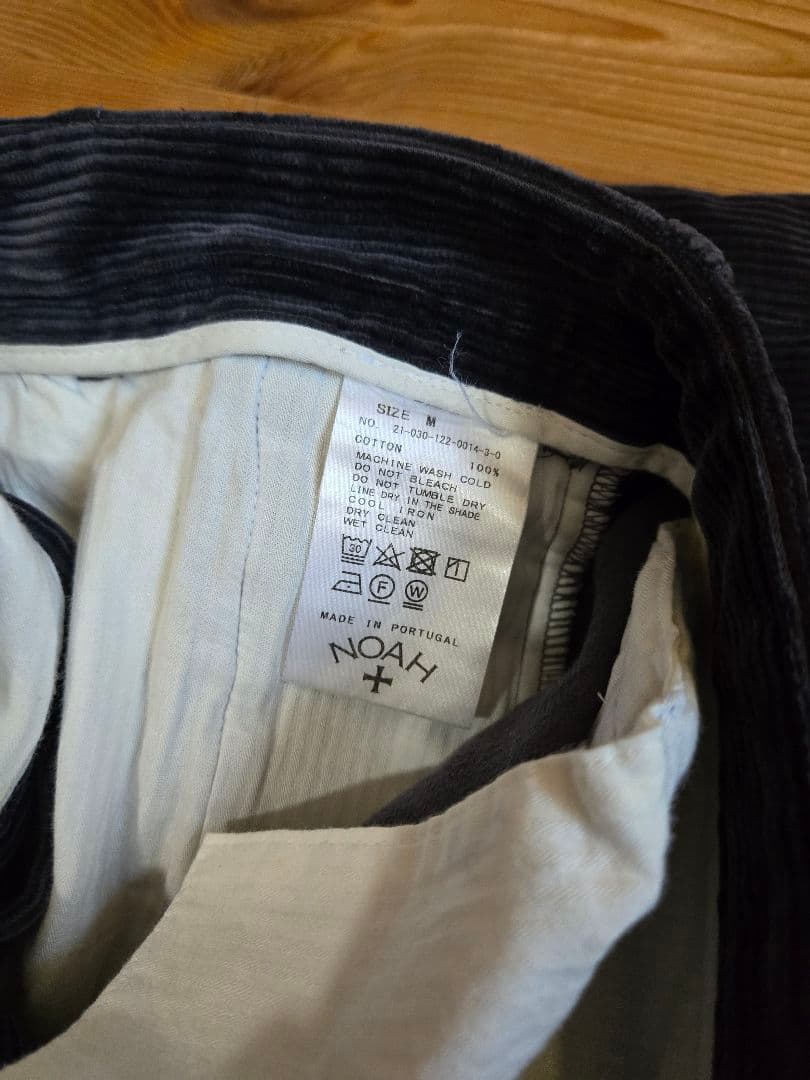 SIZE M
NO. 21-030-122-0014-3-0
COTTON 100%
MACHINE WASH COLD
DO NOT BLEACH
DO NOT TUMBLE DRY
LINE DRY IN THE SHADE
COOL IRON
DRY CLEAN
WET CLEAN
30
F W
MADE IN PORTUGAL
NOAH